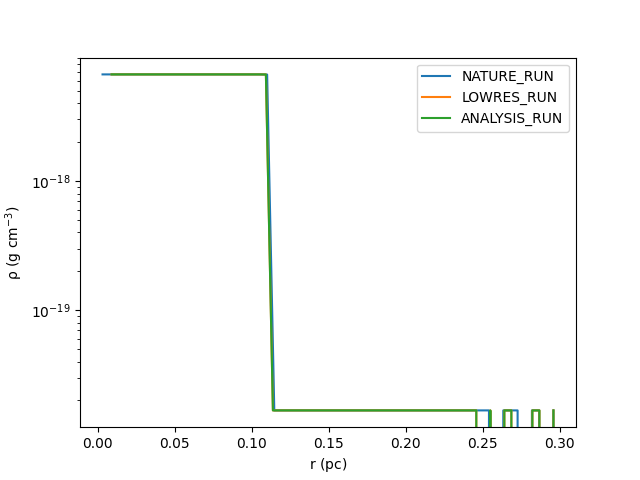 NATURE_RUN
LOWRES_RUN
ANALYSIS_RUN
10⁻¹⁸
10⁻¹⁹
ρ (g cm⁻³)
0.00 0.05 0.10 0.15 0.20 0.25 0.30
r (pc)